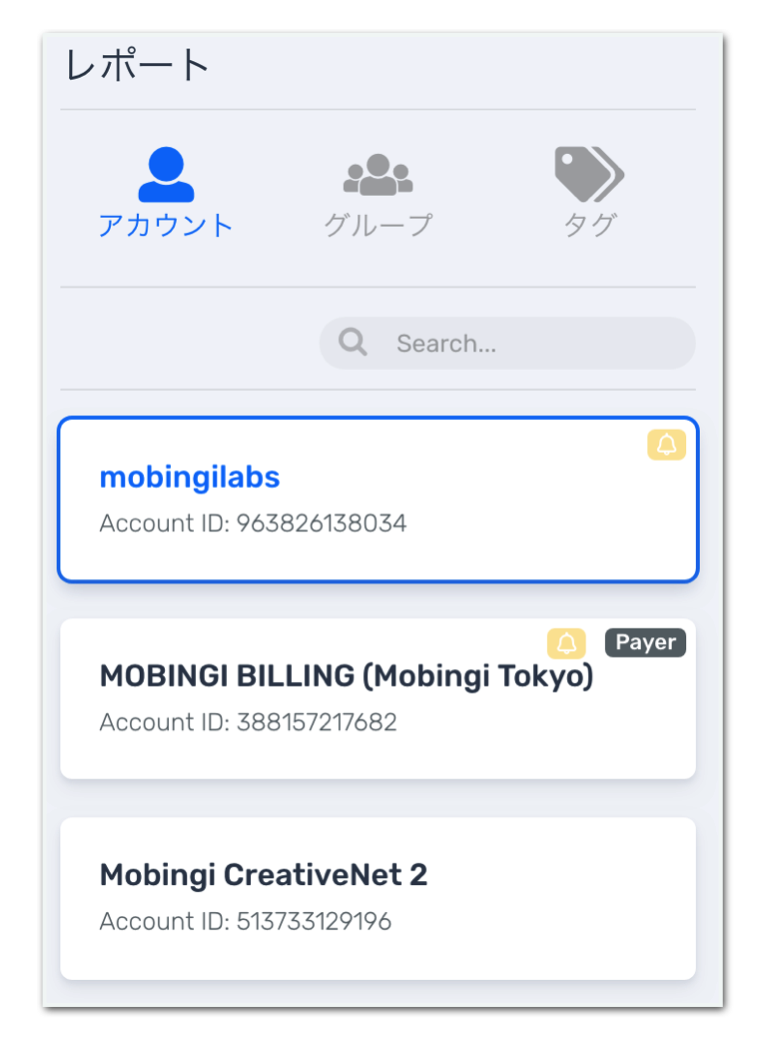 レポート
アカウント
グループ
タグ
Search...
mobingilabs
Account ID: 963826138034
Payer
MOBINGI BILLING (Mobingi Tokyo)
Account ID: 388157217682
Mobingi CreativeNet 2
Account ID: 513733129196